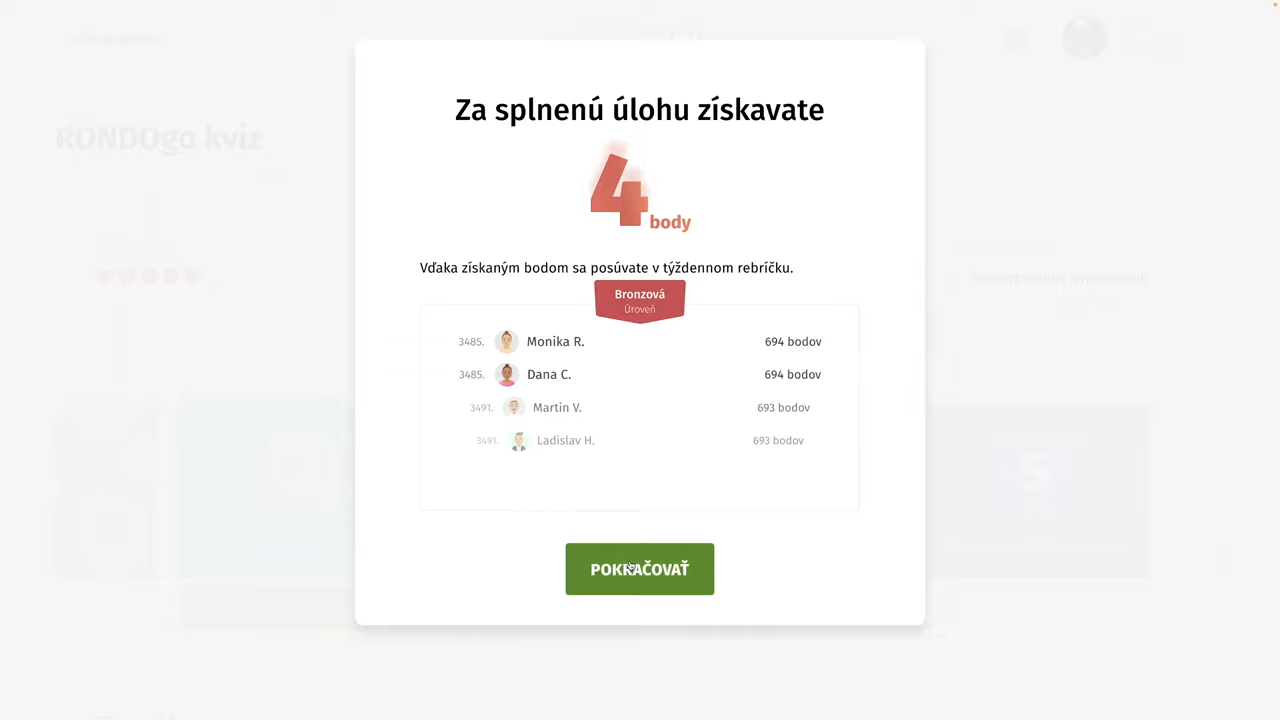 RONDOgo kvíz
Za splnenú úlohu získavate
4 body
Vďaka získaným bodom sa posúvate v týždennom rebríčku.
Bronzová
Úroveň
3485. Monika R. 694 bodov
3485. Dana C. 694 bodov
3491. Martin V. 693 bodov
3491. Ladislav H. 693 bodov
5
POKRAČOVAŤ